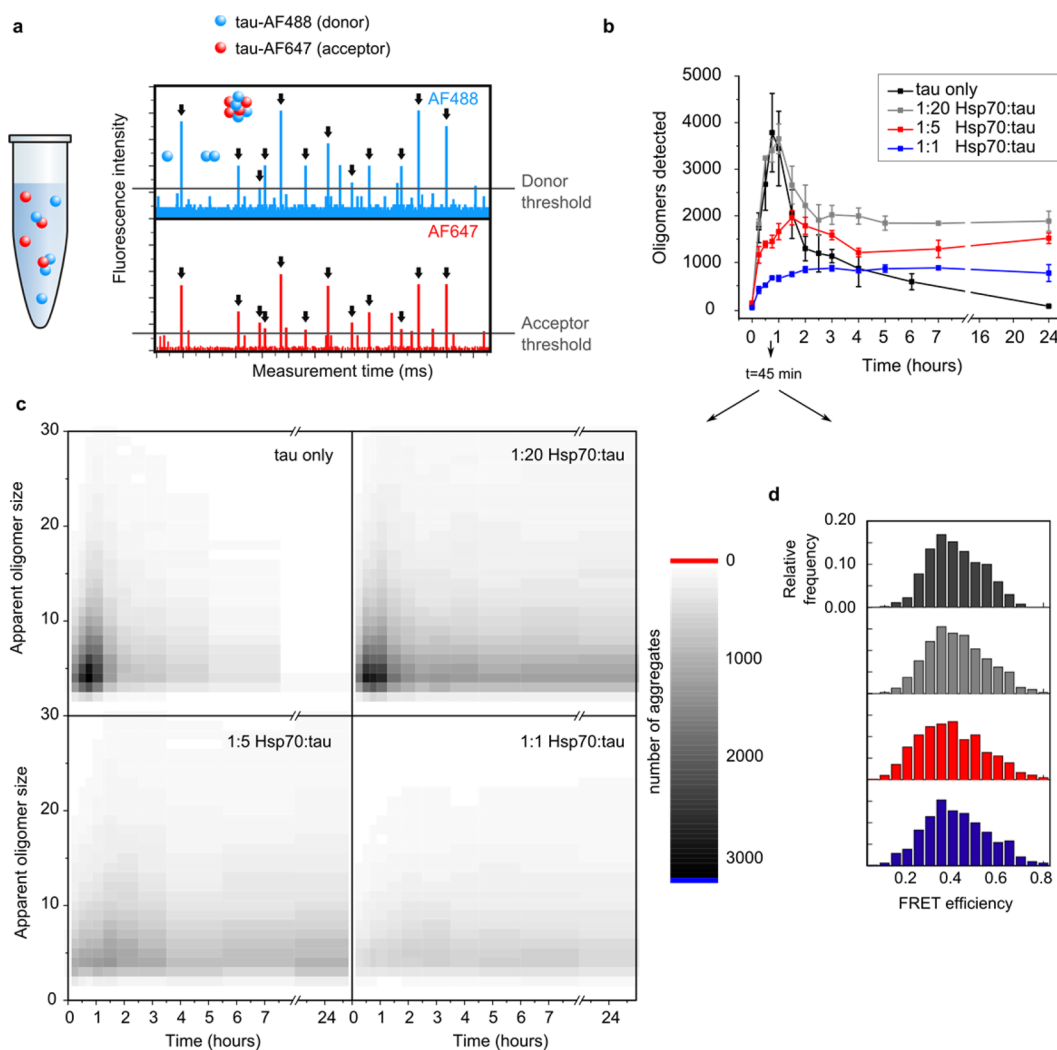 a
tau-AF488 (donor)
tau-AF647 (acceptor)
Fluorescence intensity
AF488
Donor
threshold
AF647
Acceptor
threshold
Measurement time (ms)
b
Oligomers detected
5000
4000
3000
2000
1000
0
tau only
1:20 Hsp70:tau
1:5 Hsp70:tau
1:1 Hsp70:tau
0 1 2 3 4 5 6 7 16 24
Time (hours)
t=45 min
c
Apparent oligomer size
30
20
10
0
tau only
1:20 Hsp70:tau
Apparent oligomer size
30
20
10
0
1:5 Hsp70:tau
1:1 Hsp70:tau
0 1 2 3 4 5 6 7 24
0 1 2 3 4 5 6 7 24
Time (hours)
Time (hours)
number of aggregates
0
1000
2000
3000
d
Relative
frequency
0.20
0.10
0.00
0.2 0.4 0.6 0.8
FRET efficiency